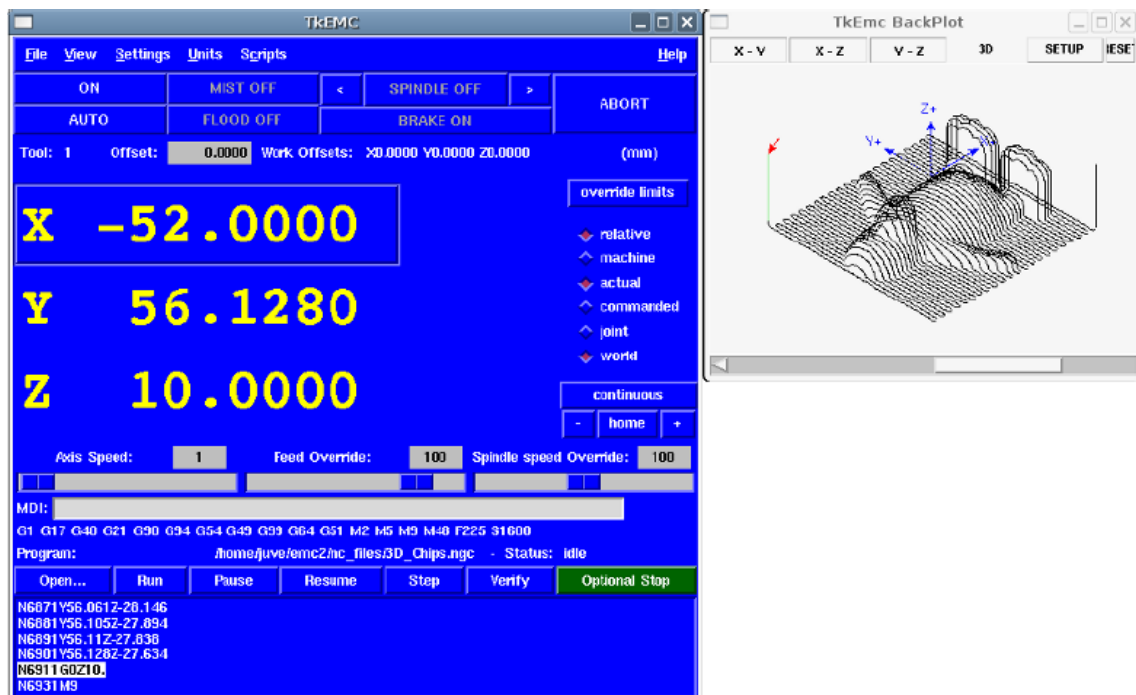 TkEMC
File View Settings Units Scripts Help
ON MIST OFF < SPINDLE OFF > ABORT
AUTO FLOOD OFF BRAKE ON
Tool: 1 Offset: 0.0000 Work Offsets: X0.0000 Y0.0000 Z0.0000 (mm)
override limits
X -52.0000
relative
machine
actual
Y 56.1280
commanded
joint
world
Z 10.0000
continuous
- home +
Axis Speed: 1 Feed Override: 100 Spindle speed Override: 100
MDI:
G1 G17 G40 G21 G90 G94 G54 G49 G99 G64 G51 M2 M5 M9 M48 F225 S1600
Program: /home/juve/emc2/nc_files/3D_Chips.ngc - Status: idle
Open... Run Pause Resume Step Verify Optional Stop
N6871Y56.061Z-28.146
N6881Y56.105Z-27.894
N6891Y56.11Z-27.838
N6901Y56.128Z-27.634
N6911G0Z10.
N6931M9
TkEmc BackPlot
X - Y X - Z Y - Z 3D SETUP
Z+
Y+